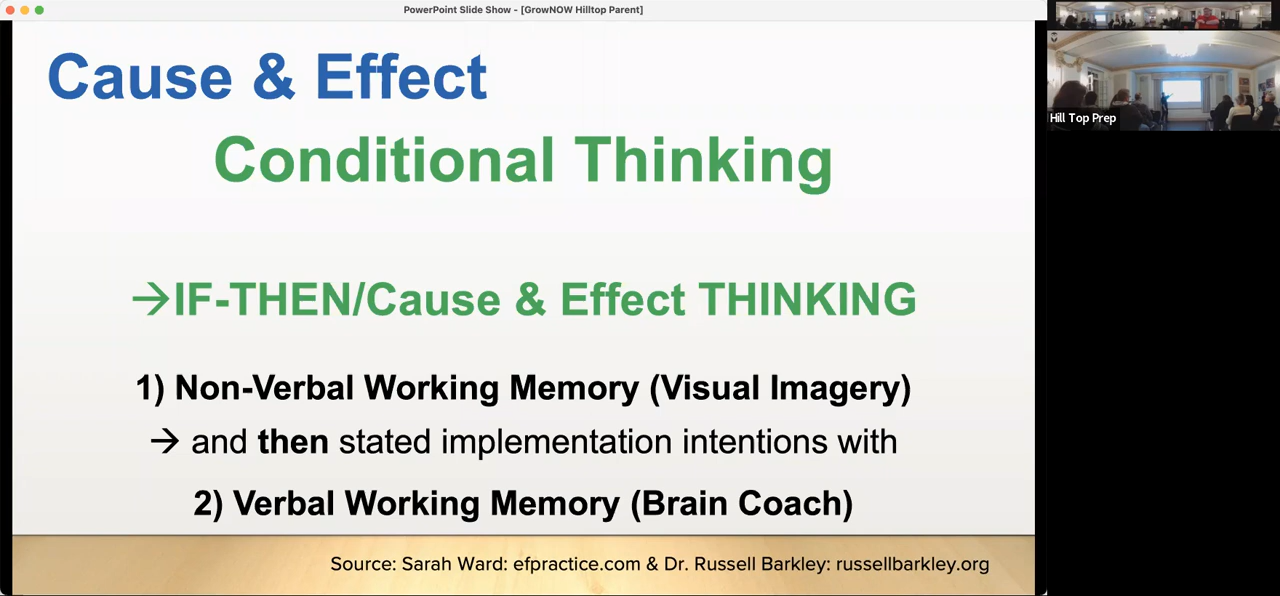 PowerPoint Slide Show - [GrowNOW Hilltop Parent]
Cause & Effect
Conditional Thinking
→IF-THEN/Cause & Effect THINKING
1) Non-Verbal Working Memory (Visual Imagery)
→ and then stated implementation intentions with
2) Verbal Working Memory (Brain Coach)
Source: Sarah Ward: efpractice.com & Dr. Russell Barkley: russellbarkley.org
Hill Top Prep